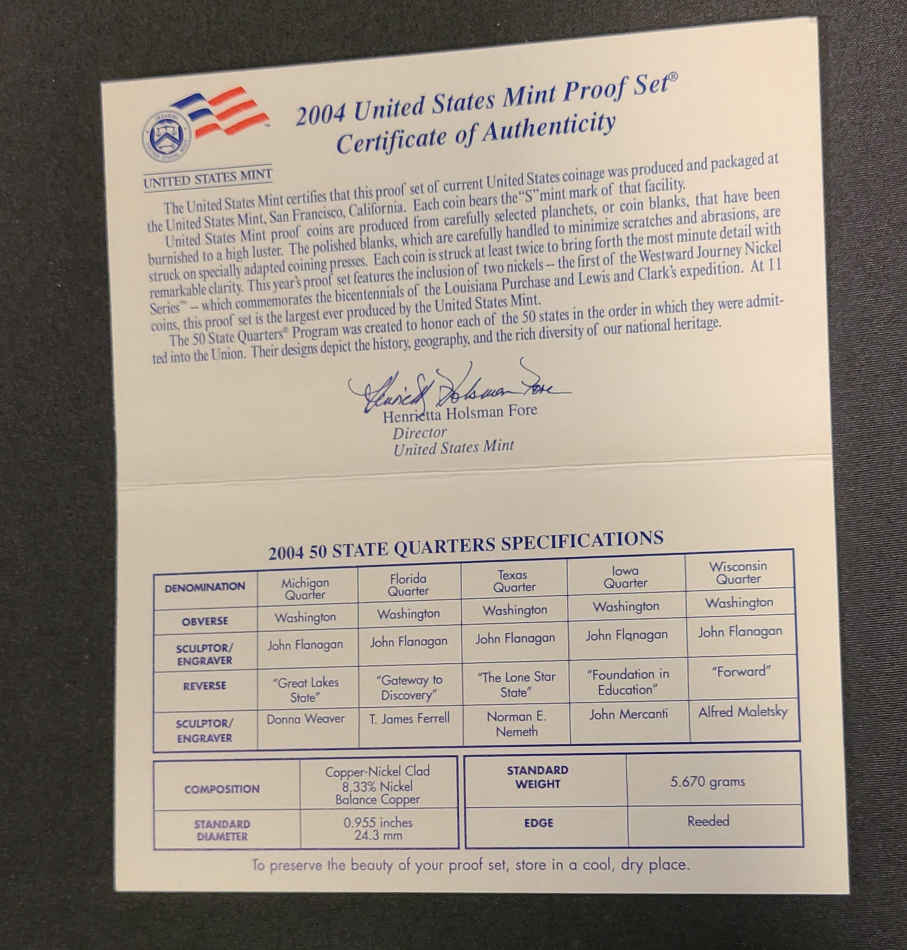 2004 United States Mint Proof Set®
Certificate of Authenticity
UNITED STATES MINT
The United States Mint certifies that this proof set of current United States coinage was produced and packaged at
the United States Mint, San Francisco, California. Each coin bears the "S" mint mark of that facility.
United States Mint proof coins are produced from carefully selected planchets, or coin blanks, that have been
burnished to a high luster. The polished blanks, which are carefully handled to minimize scratches and abrasions, are
struck on specially adapted coining presses. Each coin is struck at least twice to bring forth the most minute detail with
remarkable clarity. This year's proof set features the inclusion of two nickels – the first of the Westward Journey Nickel
Series™ – which commemorates the bicentennials of the Louisiana Purchase and Lewis and Clark's expedition. At 11
coins, this proof set is the largest ever produced by the United States Mint.
The 50 State Quarters® Program was created to honor each of the 50 states in the order in which they were admit-
ted into the Union. Their designs depict the history, geography, and the rich diversity of our national heritage.
Henrietta Holsman Fore
Henrietta Holsman Fore
Director
United States Mint
2004 50 STATE QUARTERS SPECIFICATIONS
DENOMINATION Michigan Quarter Florida Quarter Texas Quarter Iowa Quarter Wisconsin Quarter
OBVERSE Washington Washington Washington Washington Washington
SCULPTOR/ ENGRAVER John Flanagan John Flanagan John Flanagan John Flanagan John Flanagan
REVERSE "Great Lakes State" "Gateway to Discovery" "The Lone Star State" "Foundation in Education" "Forward"
SCULPTOR/ ENGRAVER Donna Weaver T. James Ferrell Norman E. Nemeth John Mercanti Alfred Maletsky
COMPOSITION Copper-Nickel Clad 8.33% Nickel Balance Copper
STANDARD WEIGHT 5.670 grams
STANDARD DIAMETER 0.955 inches 24.3 mm
EDGE Reeded
To preserve the beauty of your proof set, store in a cool, dry place.